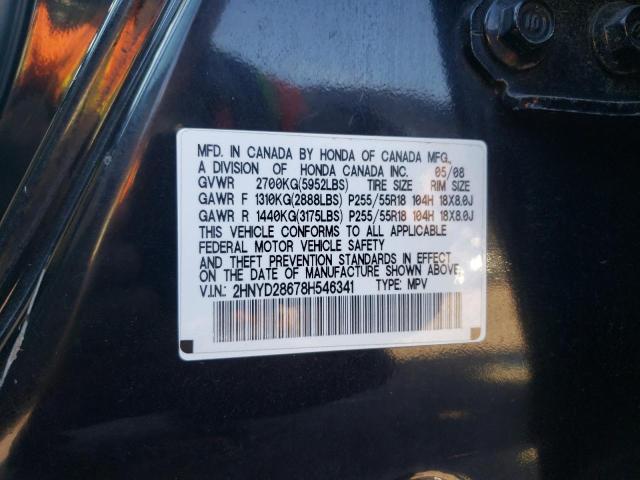 MFD. IN CANADA BY HONDA OF CANADA MFG.,
A DIVISION OF HONDA CANADA INC. 05/08
GVWR 2700KG(5952LBS) TIRE SIZE RIM SIZE
GAWR F 1310KG(2888LBS) P255/55R18 104H 18X8.0J
GAWR R 1440KG(3175LBS) P255/55R18 104H 18X8.0J
THIS VEHICLE CONFORMS TO ALL APPLICABLE
FEDERAL MOTOR VEHICLE SAFETY
AND THEFT PREVENTION STANDARDS IN EFFECT
ON THE DATE OF MANUFACTURE SHOWN ABOVE.
V.I.N.: 2HNYD28678H546341 TYPE: MPV